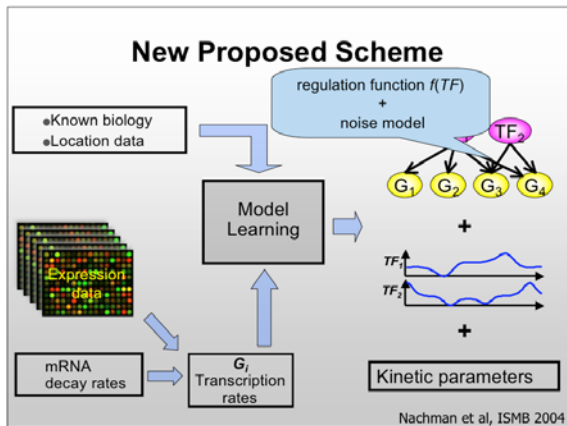 New Proposed Scheme
regulation function f(TF)
+
noise model
●Known biology
●Location data
TF₂
G₁ G₂ G₃ G₄
Model
Learning
+
Expression
data
TF₁
TF₂
+
mRNA
decay rates
Gᵢ
Transcription
rates
Kinetic parameters
Nachman et al, ISMB 2004